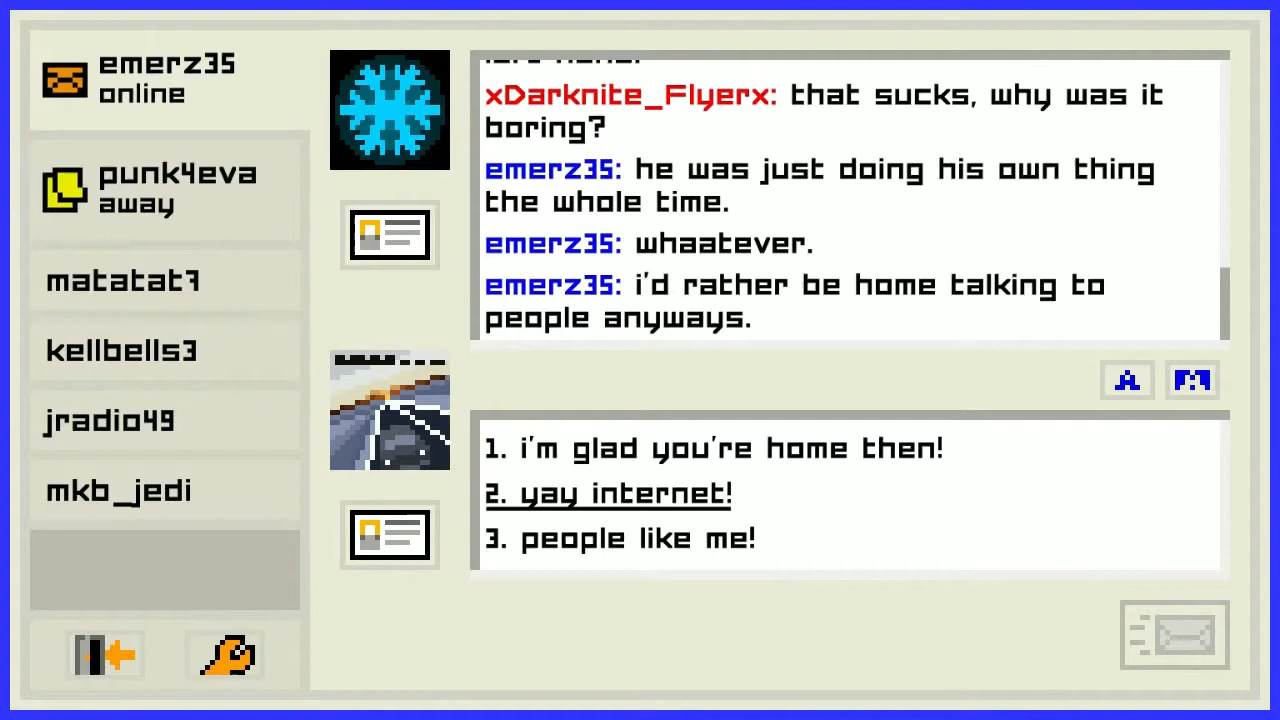 emerz35
online
punk4eva
away
matatat7
kellbells3
jradio49
mkb_jedi
xDarknite_Flyerx: that sucks, why was it
boring?
emerz35: he was just doing his own thing
the whole time.
emerz35: whaatever.
emerz35: i'd rather be home talking to
people anyways.
A
1. i'm glad you're home then!
2. yay internet!
3. people like me!